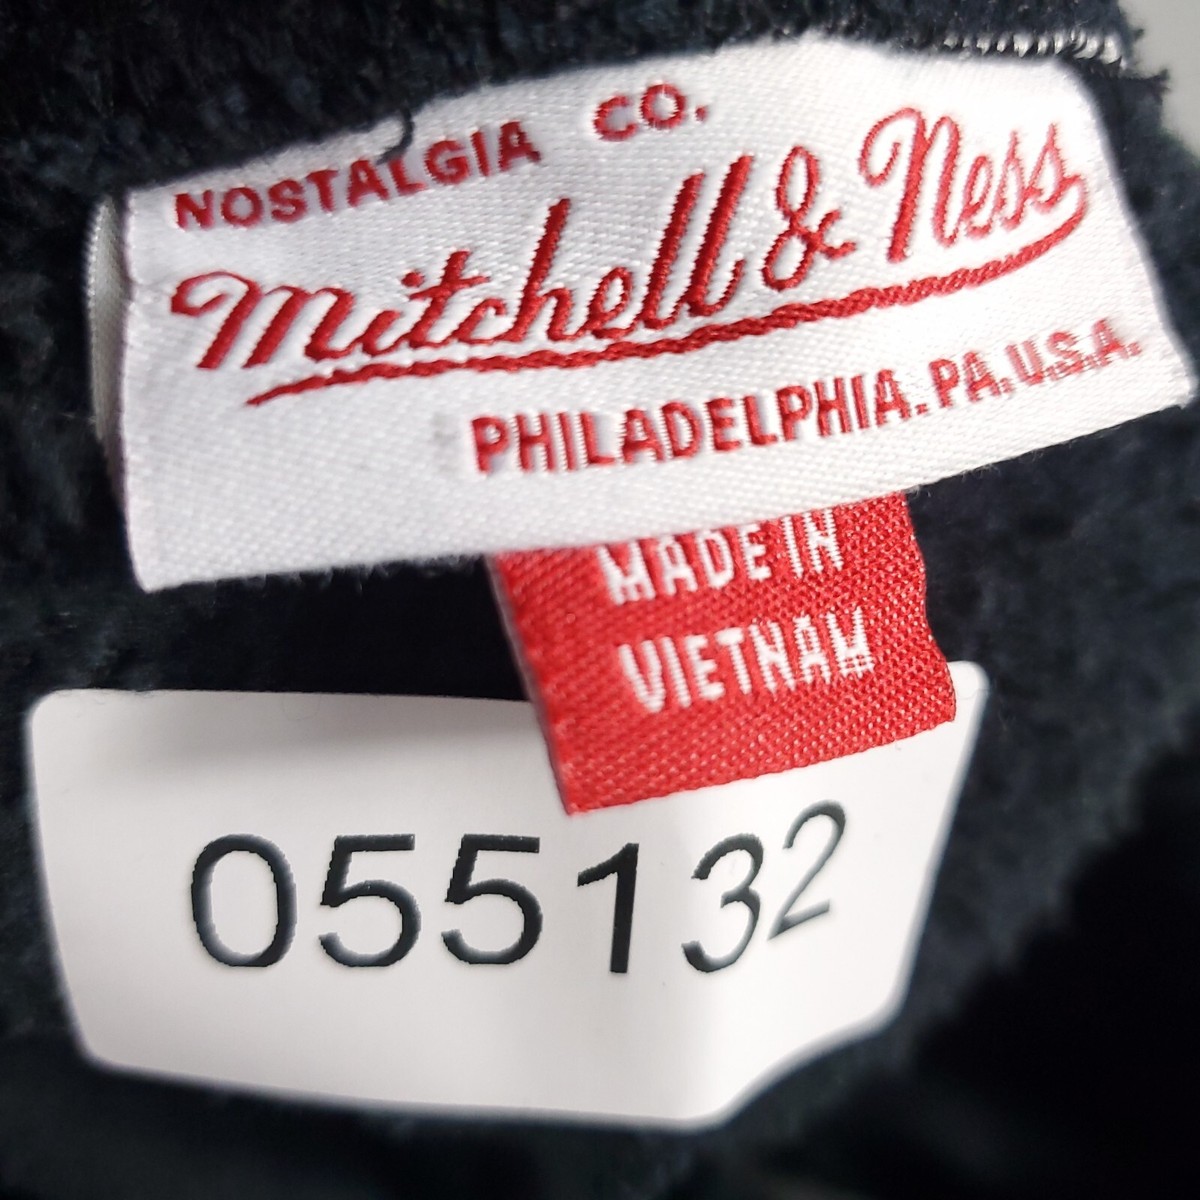 NOSTALGIA CO.
Mitchell & Ness
PHILADELPHIA. PA. U.S.A.
MADE IN
VIETNAM
055132